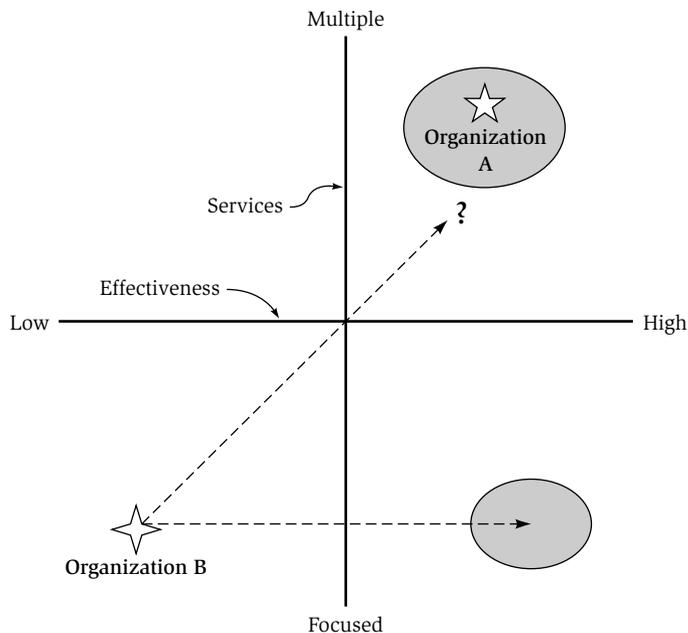 Multiple
Organization
A
Services
?
Effectiveness
Low
High
Organization B
Focused